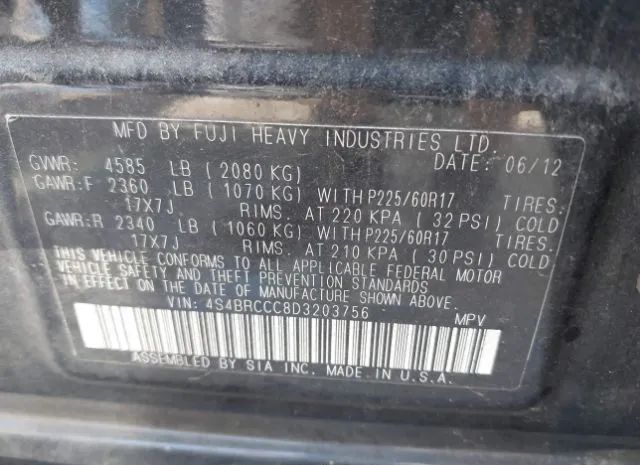 MFD BY FUJI HEAVY INDUSTRIES LTD.
GVWR: 4585 LB (2080 KG) DATE: 06/12
GAWR:F 2360 LB (1070 KG) WITH P225/60R17 TIRES.
17X7J RIMS. AT 220 KPA (32 PSI) COLD
GAWR:R 2340 LB (1060 KG) WITH P225/60R17 TIRES.
17X7J RIMS. AT 210 KPA (30 PSI) COLD
THIS VEHICLE CONFORMS TO ALL APPLICABLE FEDERAL MOTOR
VEHICLE SAFETY AND THEFT PREVENTION STANDARDS
IN EFFECT ON THE DATE OF MANUFACTURE SHOWN ABOVE.
VIN: 4S4BRCCC8D3203756 MPV
ASSEMBLED BY SIA INC. MADE IN U.S.A.